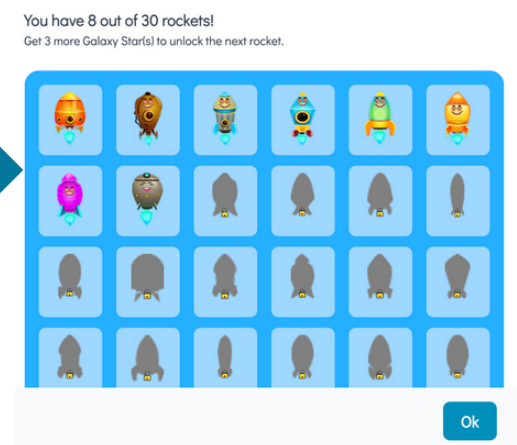 You have 8 out of 30 rockets!
Get 3 more Galaxy Star(s) to unlock the next rocket.
Ok